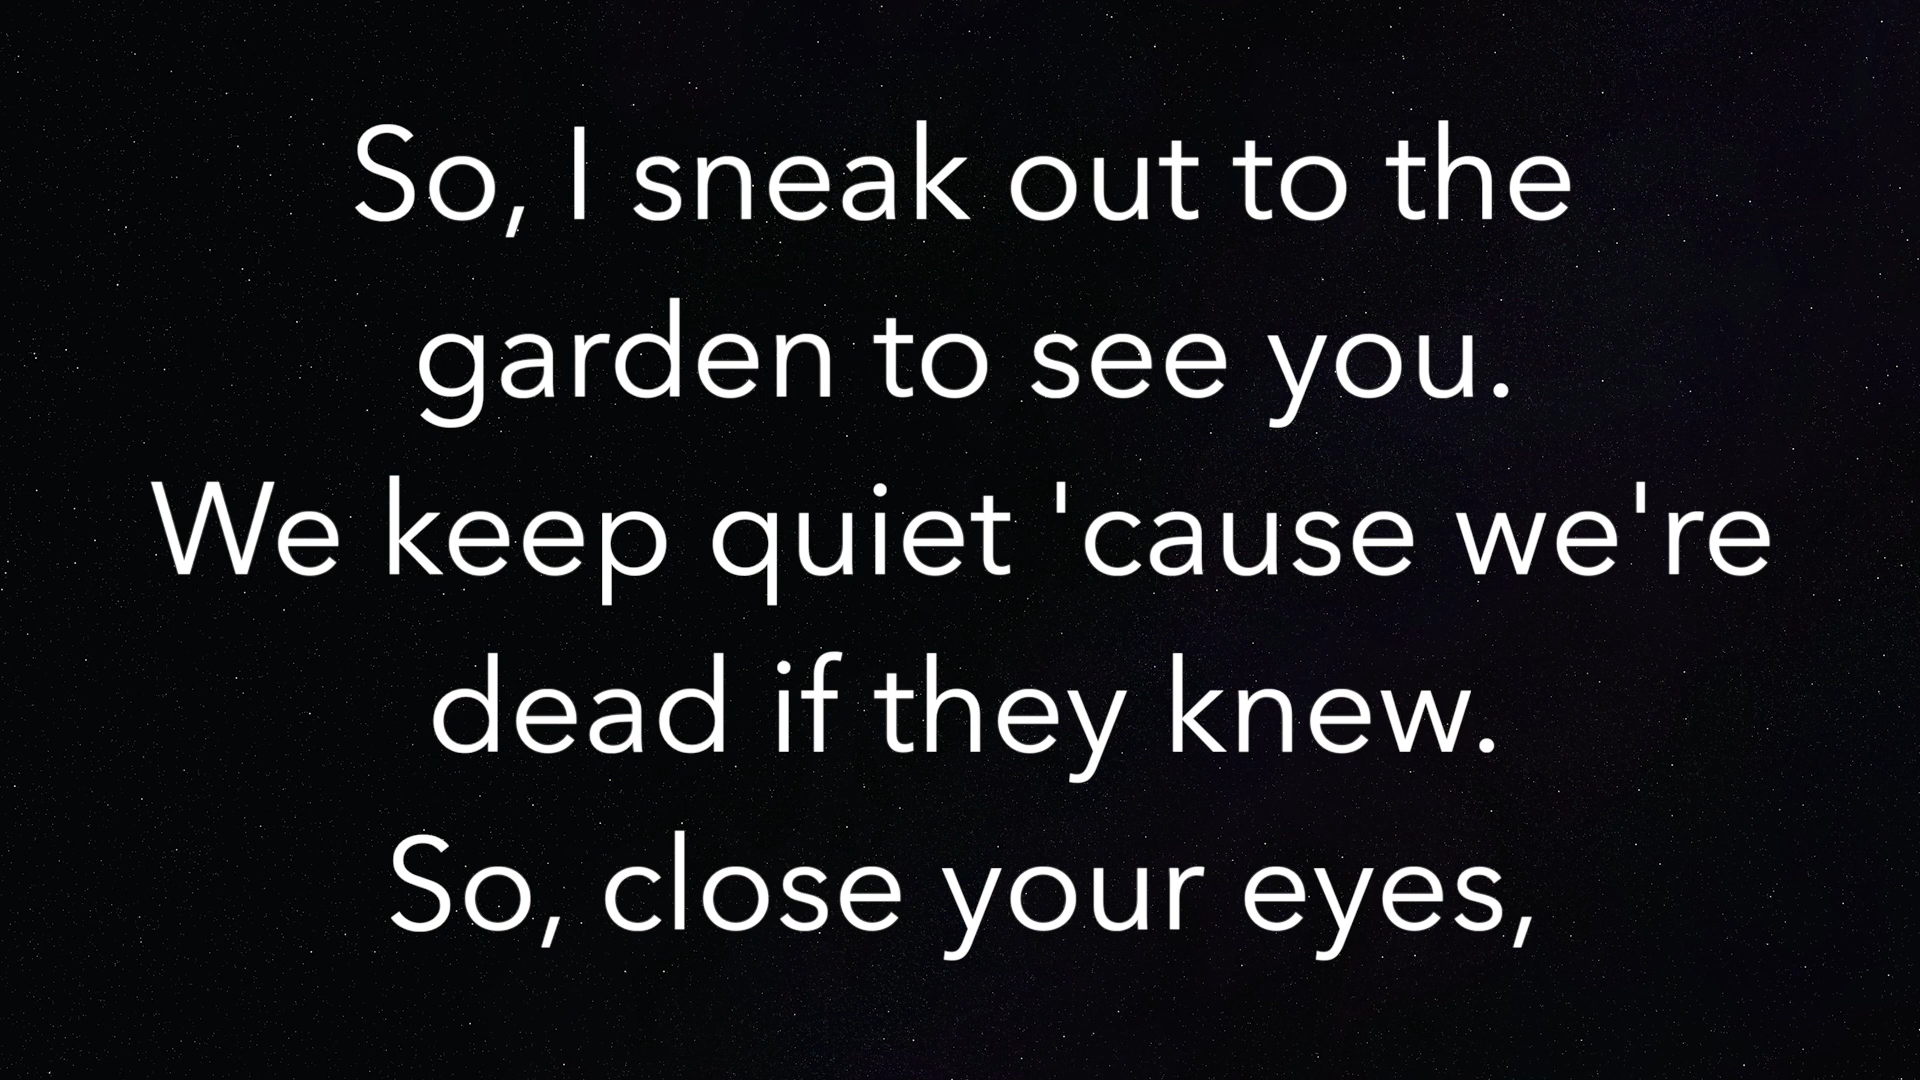 So, I sneak out to the
garden to see you.
We keep quiet 'cause we're
dead if they knew.
So, close your eyes,